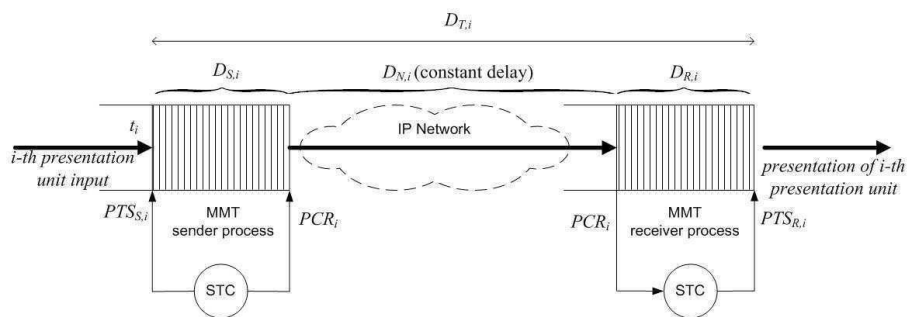 D_{T,i}
D_{S,i}
D_{N,i} (constant delay)
D_{R,i}
t_i
IP Network
i-th presentation
unit input
presentation of i-th
presentation unit
PTS_{S,i}
MMT
sender process
PCR_i
PCR_i
MMT
receiver process
PTS_{R,i}
STC
STC